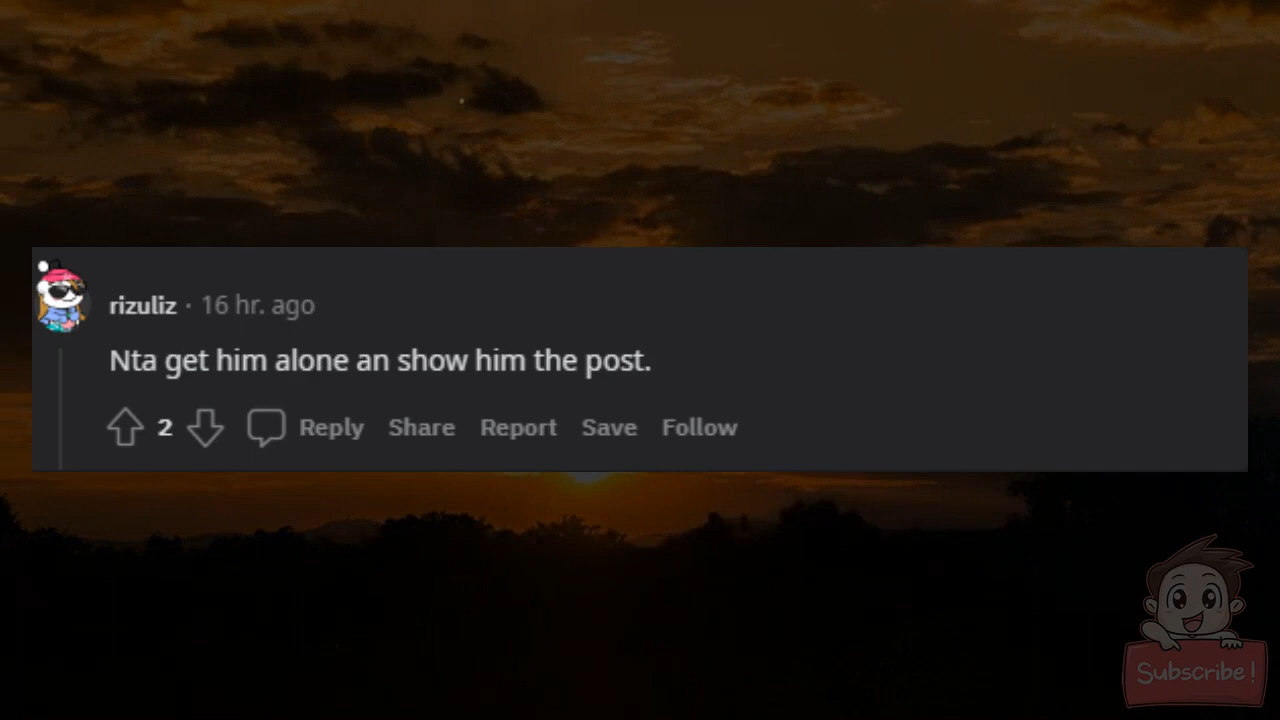 rizuliz · 16 hr. ago
Nta get him alone an show him the post.
2 Reply Share Report Save Follow
Subscribe !